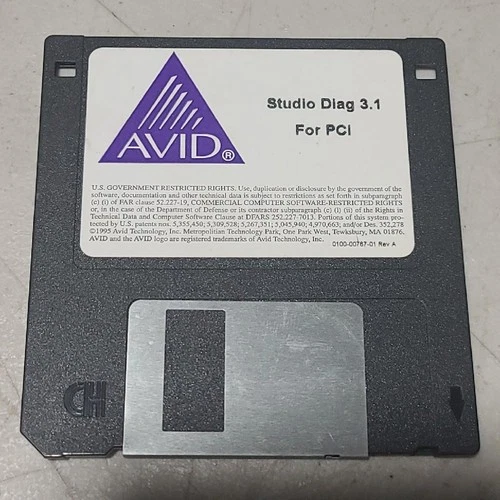 AVID®
Studio Diag 3.1
For PCI
U.S. GOVERNMENT RESTRICTED RIGHTS. Use, duplication or disclosure by the government of the
software, documentation and other technical data is subject to restrictions as set forth in subparagraph
(c) (i) of FAR clause 52.227-19, COMMERCIAL COMPUTER SOFTWARE-RESTRICTED RIGHTS
or, in the case of the Department of Defense or its contractor subparagraph (c) (i) (ii) of the Rights in
Technical Data and Computer Software Clause at DFARS 252.227-7013. Portions of this system pro-
tected by U.S. patents nos. 5,355,450; 5,309,528; 5,267,351; 5,045,940; 4,970,663; and/or Des. 352,278
©1995 Avid Technology, Inc. Metropolitan Technology Park, One Park West, Tewksbury, MA 01876.
AVID and the AVID logo are registered trademarks of Avid Technology, Inc.
0100-00767-01 Rev A
HD